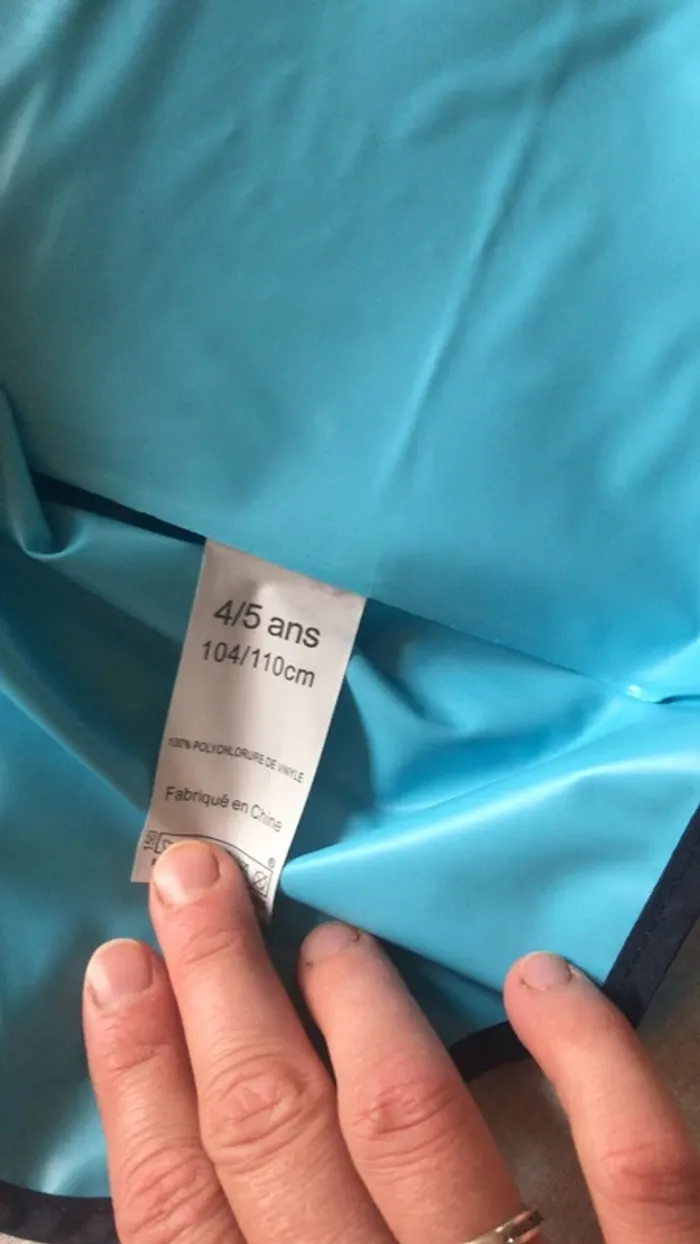 4/5 ans
104/110cm
100% POLYCHLORURE DE VINYLE
Fabriqué en Chine
®